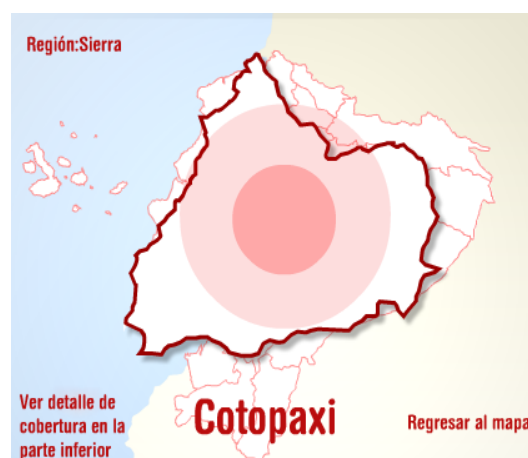 Región:Sierra
Ver detalle de
cobertura en la
parte inferior
Cotopaxi
Regresar al mapa